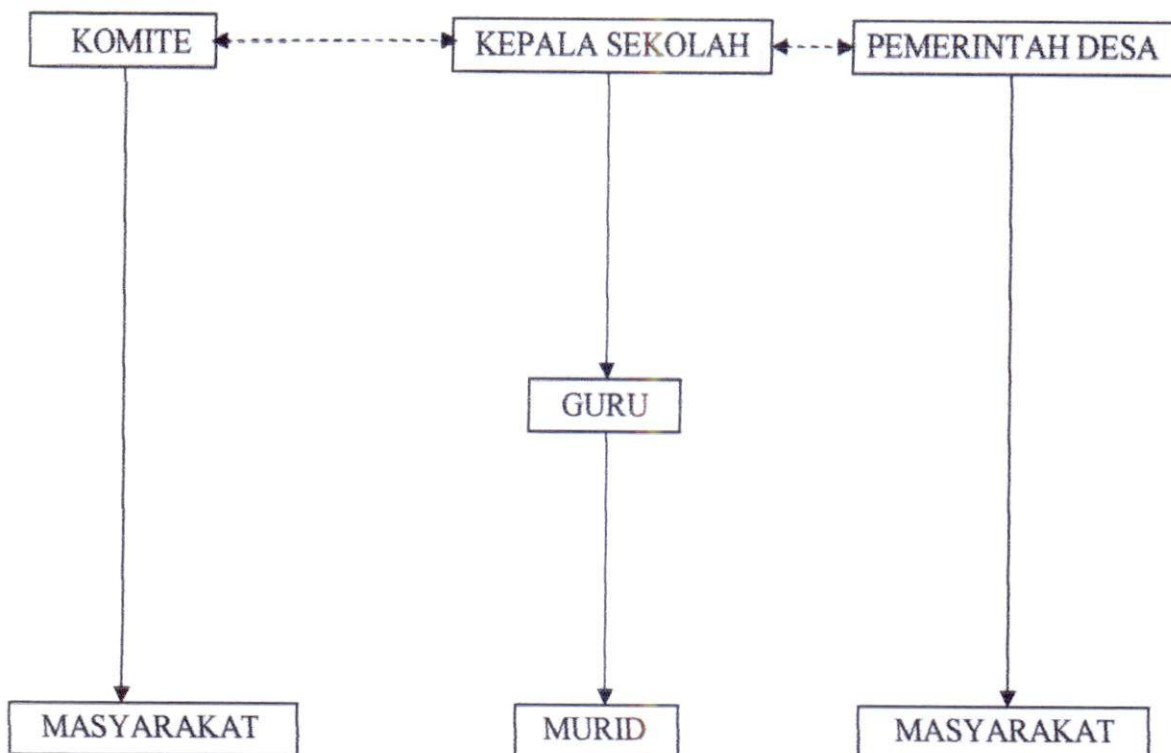 KOMITE
KEPALA SEKOLAH
PEMERINTAH DESA
GURU
MASYARAKAT
MURID
MASYARAKAT